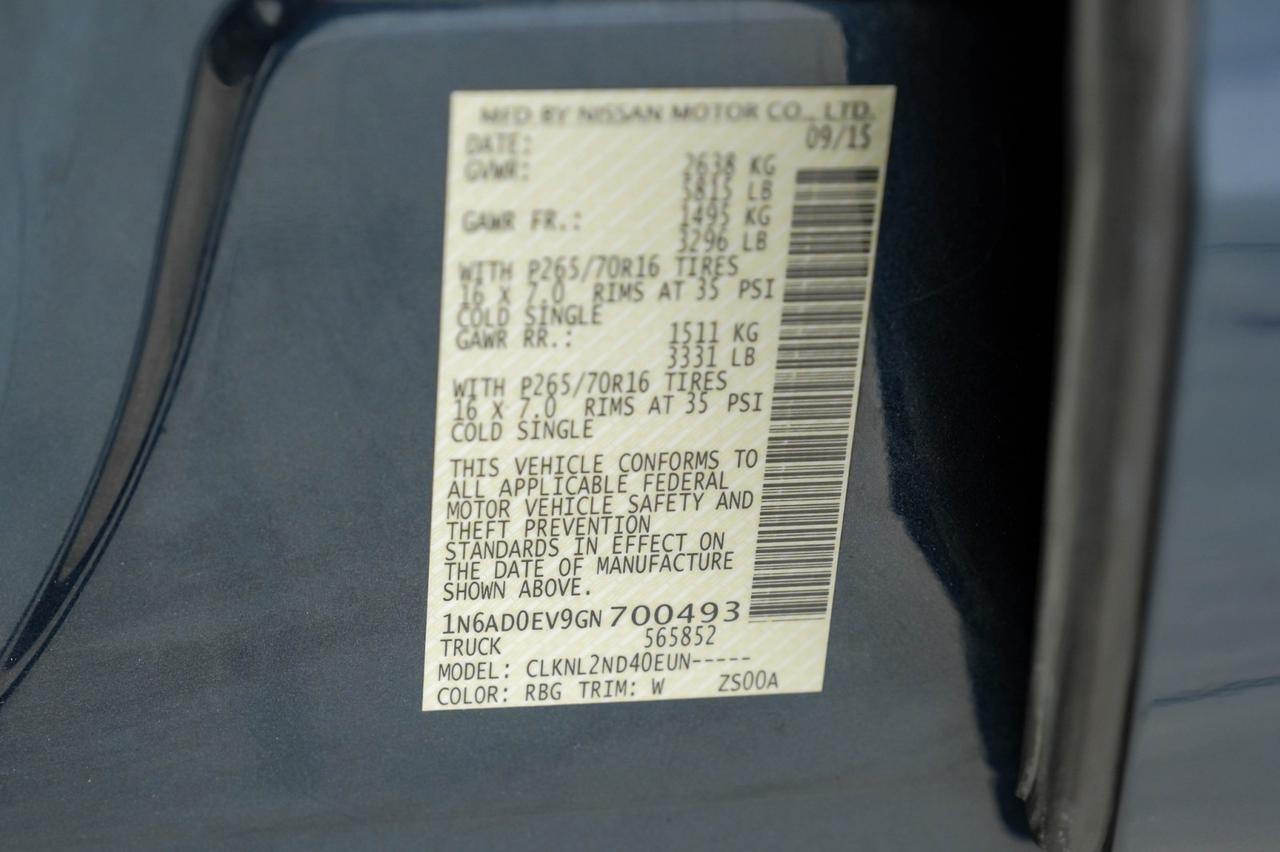 MFD BY NISSAN MOTOR CO., LTD.
DATE: 09/15
GVWR: 2638 KG
5815 LB
GAWR FR.: 1495 KG
3296 LB
WITH P265/70R16 TIRES
16 X 7.0 RIMS AT 35 PSI
COLD SINGLE
GAWR RR.: 1511 KG
3331 LB
WITH P265/70R16 TIRES
16 X 7.0 RIMS AT 35 PSI
COLD SINGLE
THIS VEHICLE CONFORMS TO
ALL APPLICABLE FEDERAL
MOTOR VEHICLE SAFETY AND
THEFT PREVENTION
STANDARDS IN EFFECT ON
THE DATE OF MANUFACTURE
SHOWN ABOVE.
1N6AD0EV9GN 700493
TRUCK 565852
MODEL: CLKNL2ND40EUN-----
COLOR: RBG TRIM: W ZS00A